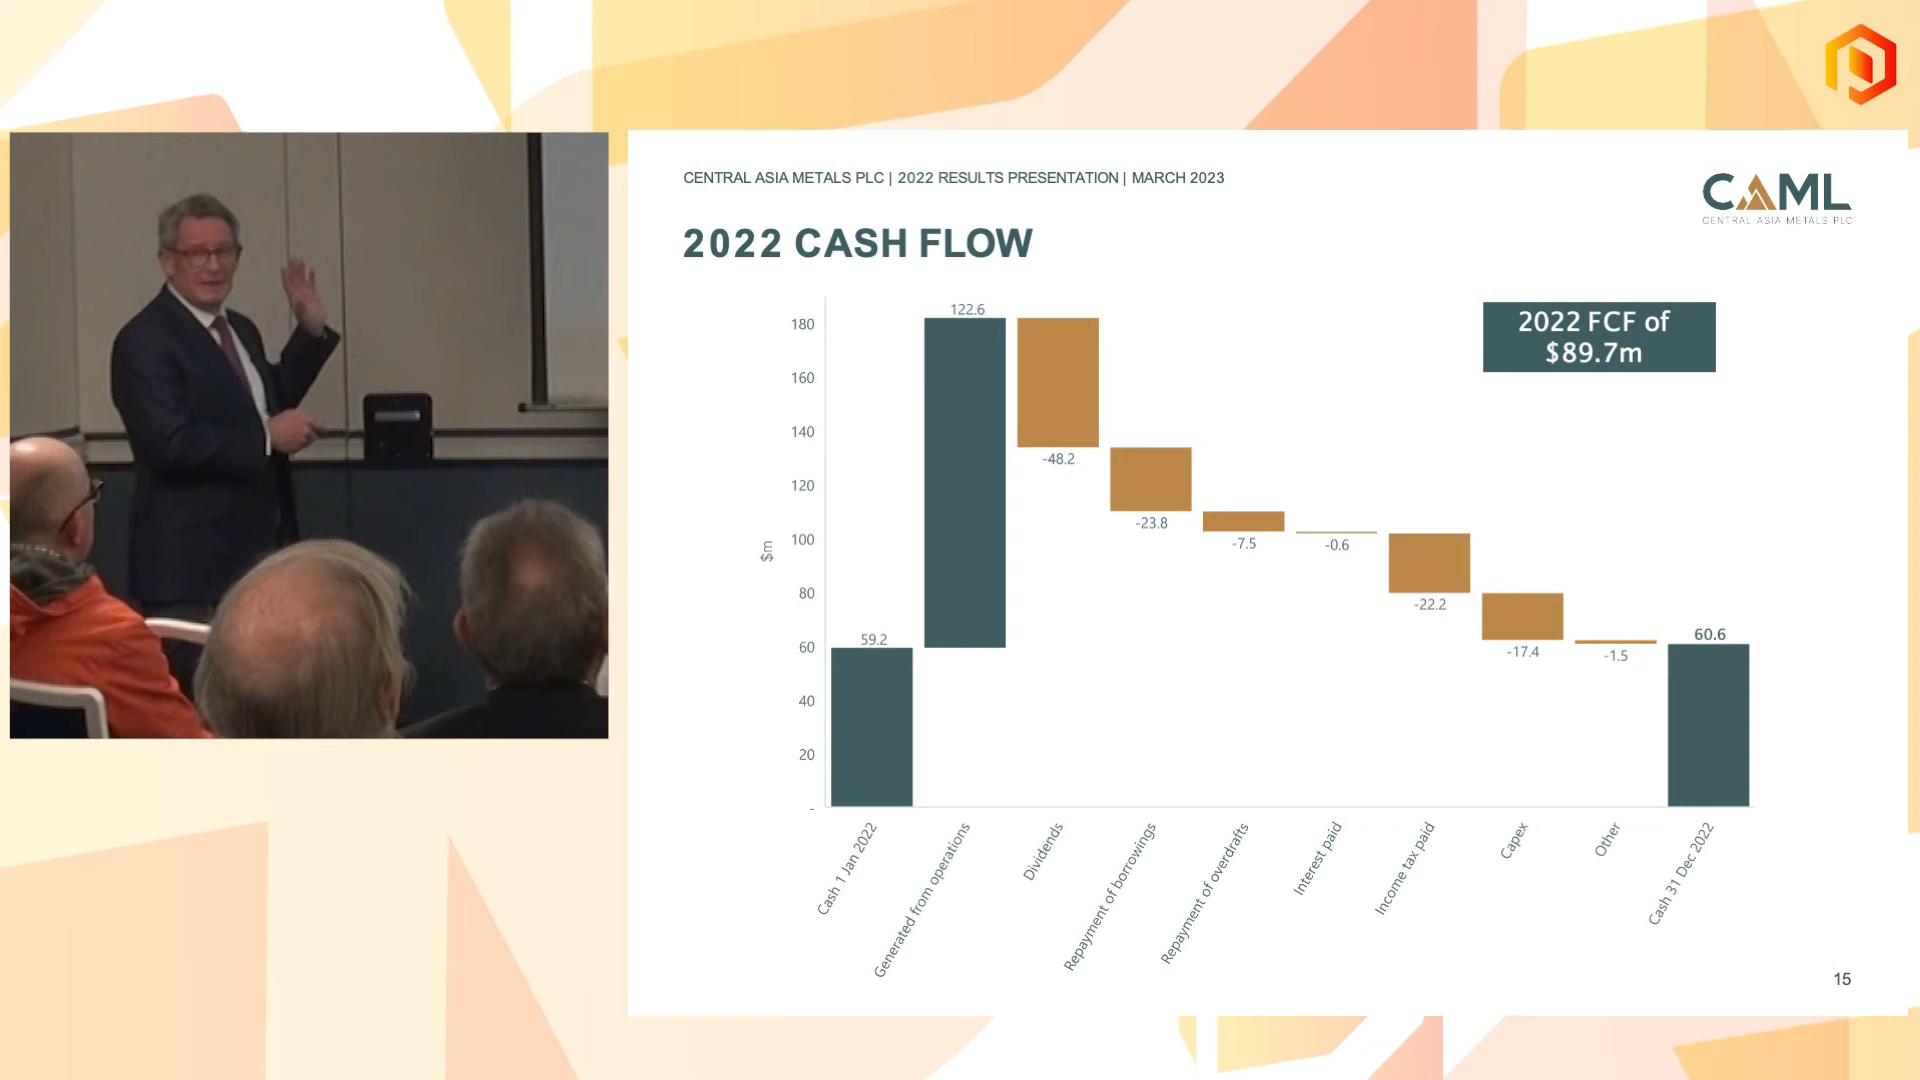 CENTRAL ASIA METALS PLC | 2022 RESULTS PRESENTATION | MARCH 2023
CAML
CENTRAL ASIA METALS PLC
2022 CASH FLOW
2022 FCF of
$89.7m
$m
180
160
140
120
100
80
60
40
20
-
59.2
122.6
-48.2
-23.8
-7.5
-0.6
-22.2
-17.4
-1.5
60.6
Cash 1 Jan 2022
Generated from operations
Dividends
Repayment of borrowings
Repayment of overdrafts
Interest paid
Income tax paid
Capex
Other
Cash 31 Dec 2022
15